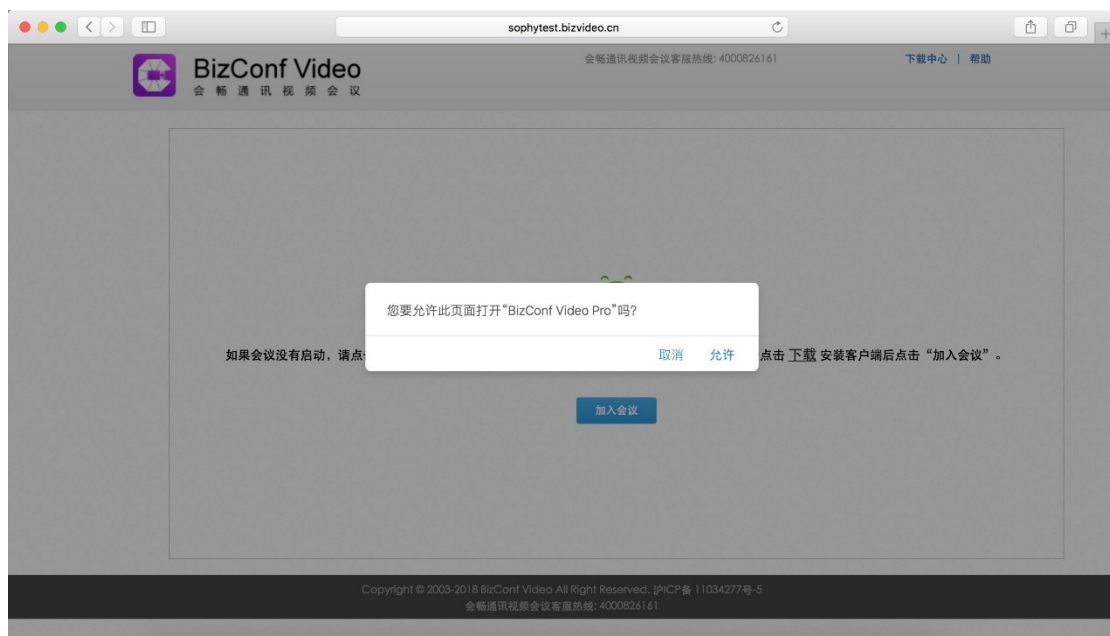 sophytest.bizvideo.cn
BizConf Video
会畅通讯视频会议
会畅通讯视频会议客服热线: 4000826161
下载中心 | 帮助
您要允许此页面打开“BizConf Video Pro”吗?
取消 允许
如果会议没有启动，请点 点击 下载 安装客户端后点击“加入会议”。
加入会议
Copyright © 2003-2018 BizConf Video All Right Reserved. 沪ICP备 11034277号-5
会畅通讯视频会议客服热线: 4000826161